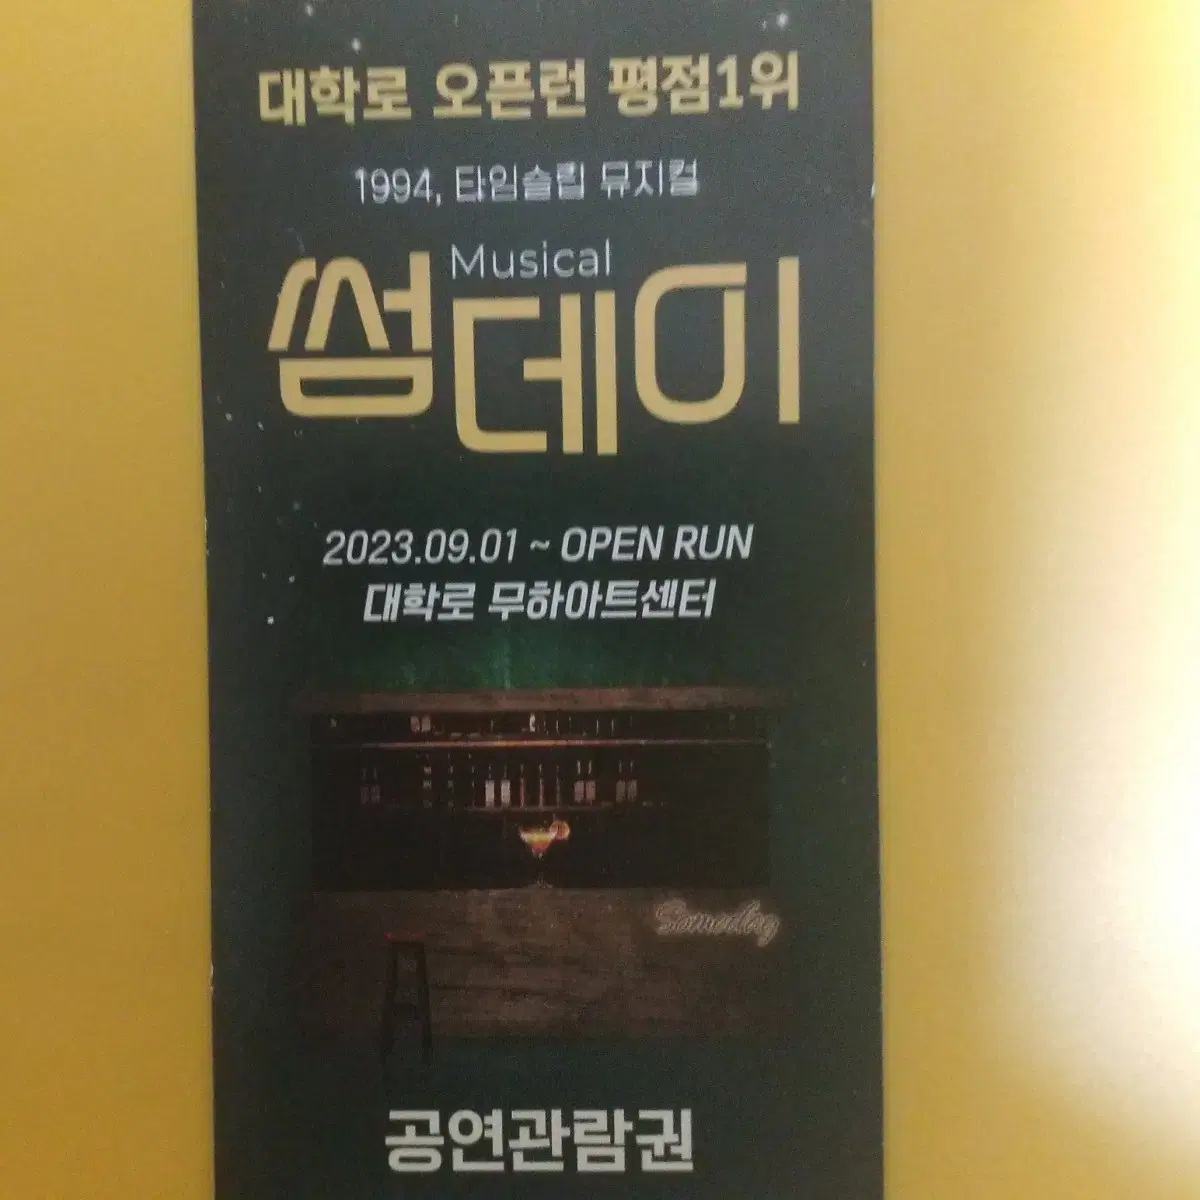 대학로 오픈런 평점1위
1994, 타임슬립 뮤지컬
Musical
썸데이
2023.09.01 ~ OPEN RUN
대학로 무하아트센터
Someday
공연관람권